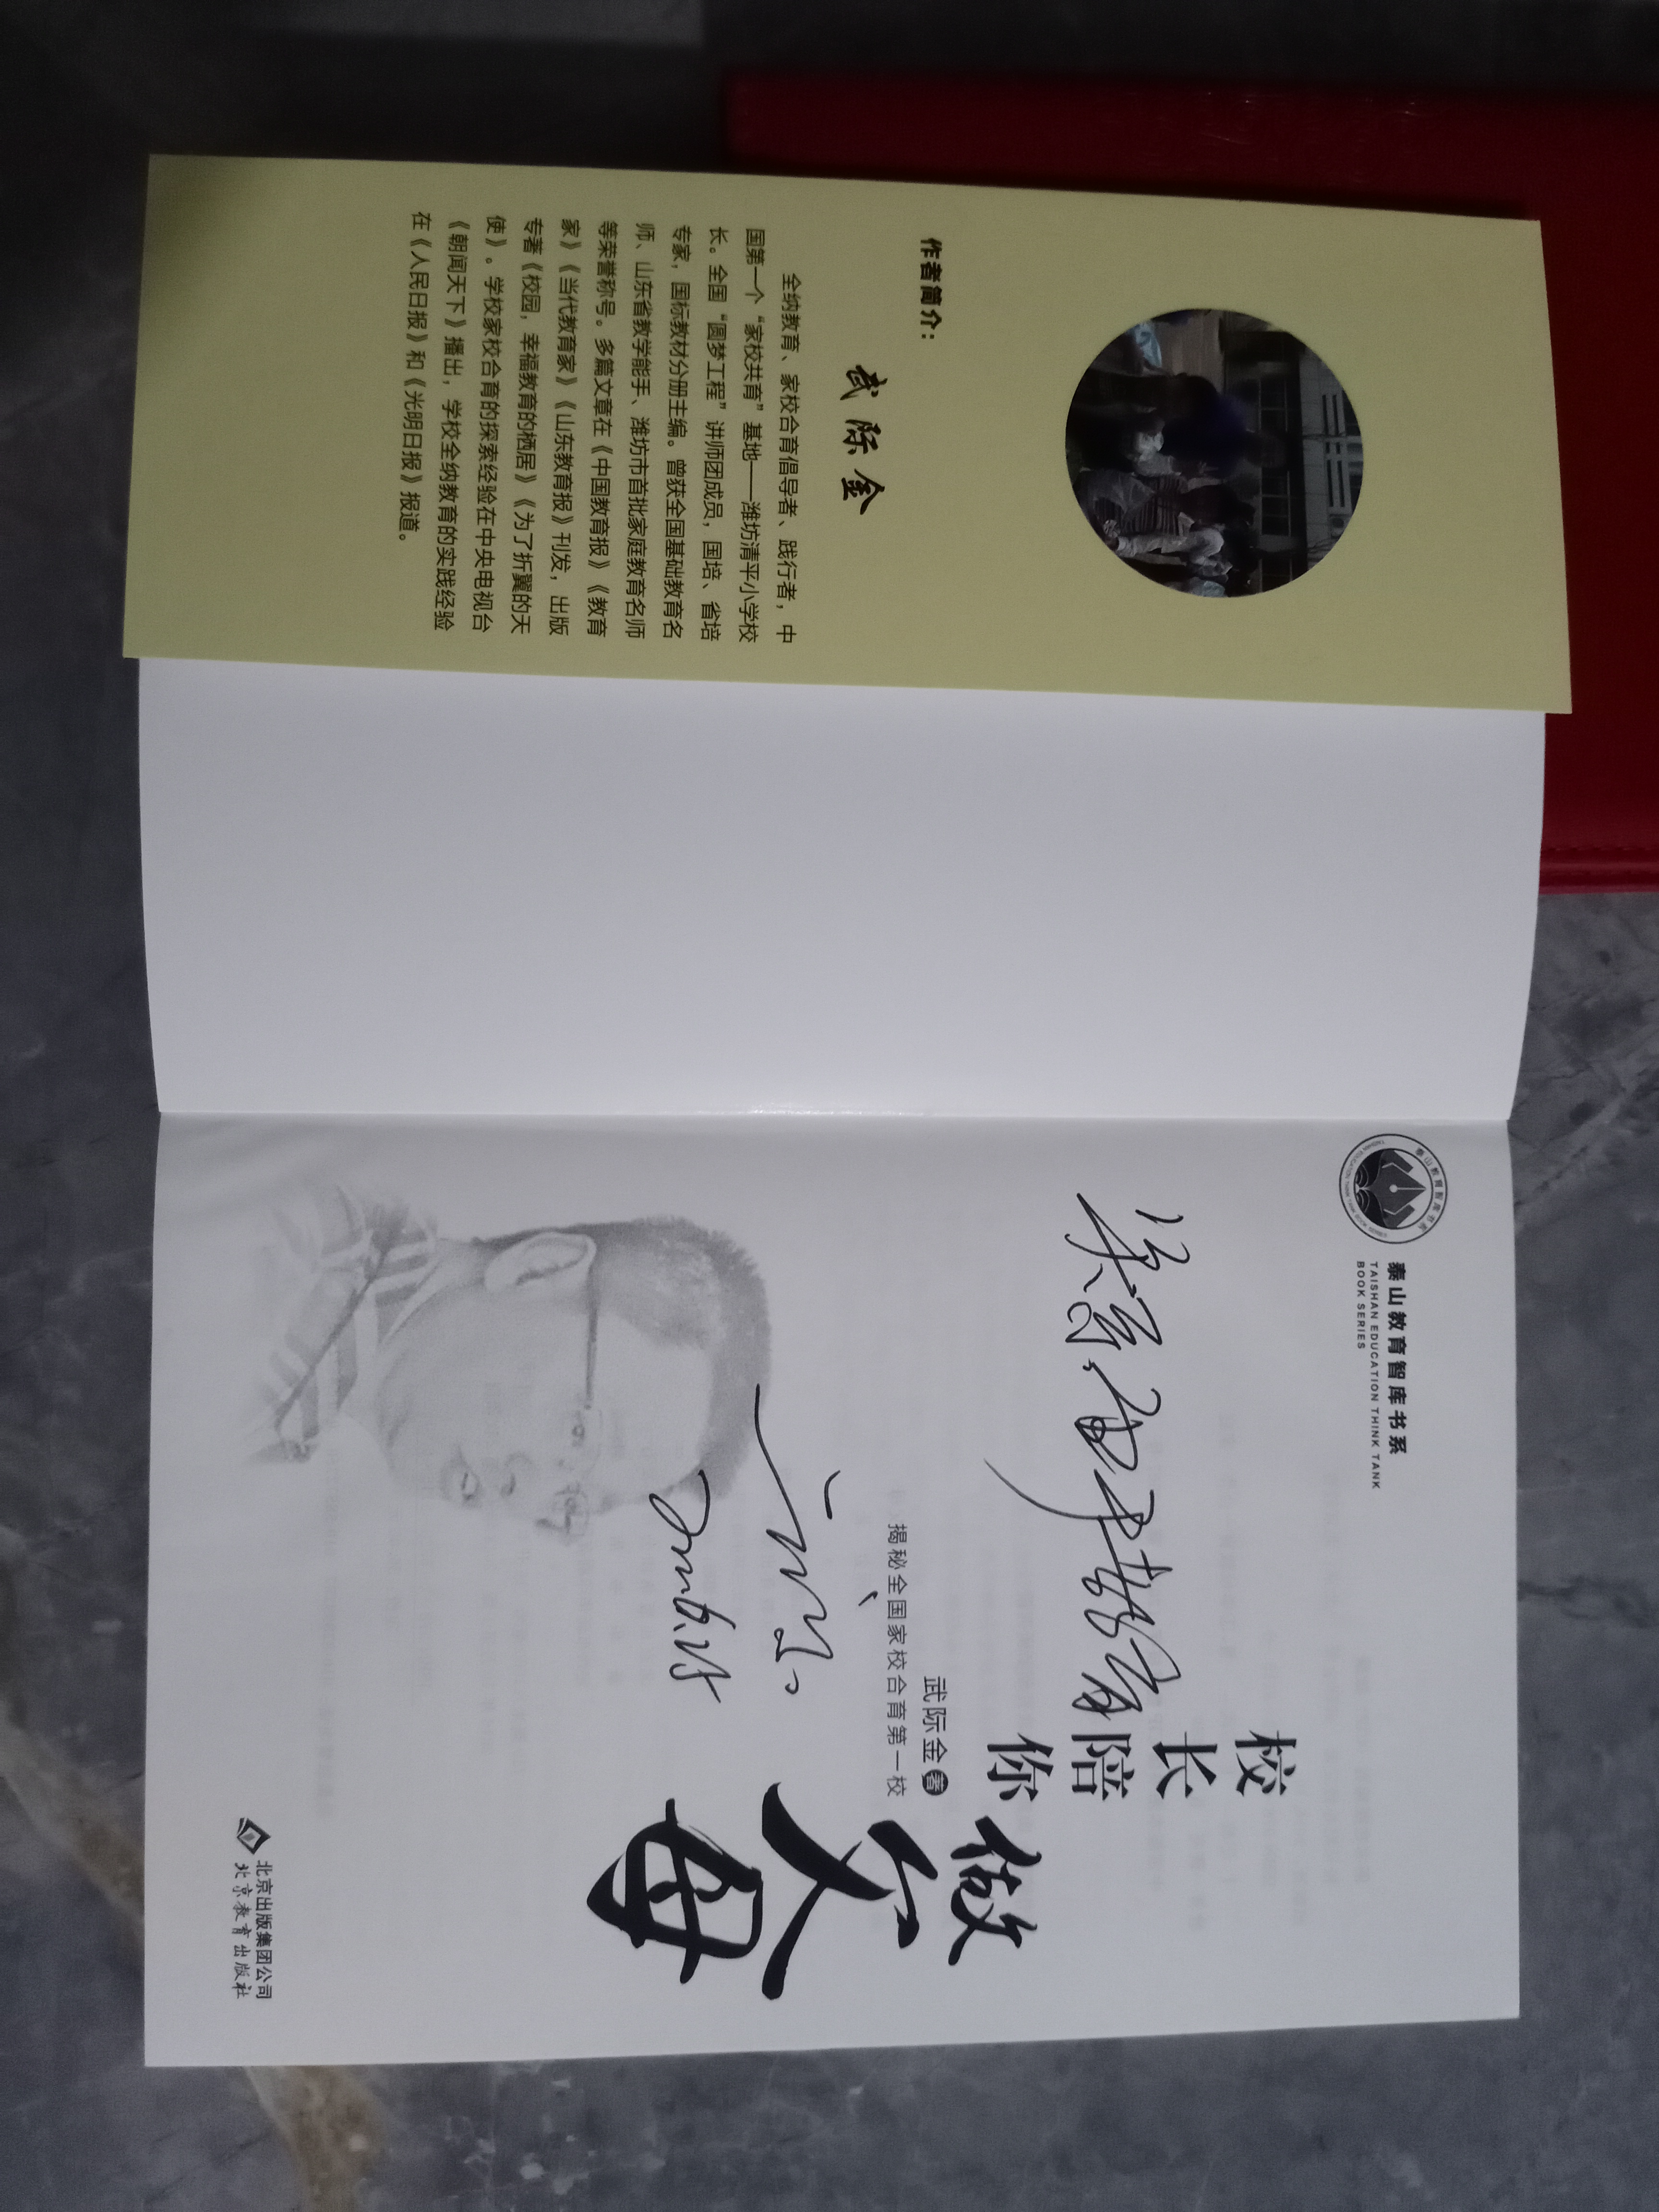 作者简介：
武际金
全纳教育、家校合育倡导者、践行者，中
国第一个“家校共育”基地——潍坊清平小学校
长。全国“圆梦工程”讲师团成员，国培、省培
专家，国标教材分册主编。曾获全国基础教育名
师、山东省教学能手、潍坊市首批家庭教育名师
等荣誉称号。多篇文章在《中国教育报》《教育
家》《当代教育家》《山东教育报》刊发，出版
专著《校园，幸福教育的栖居》《为了折翼的天
使》。学校家校合育的探索经验在中央电视台
《朝闻天下》播出，学校全纳教育的实践经验
在《人民日报》和《光明日报》报道。
泰山教育智库书系
TAISHAN EDUCATION THINK TANK
BOOK SERIES
校
长
陪
你
做
父
母
武际金 著
揭秘全国家校合育第一校
北京出版集团公司
北京教育出版社